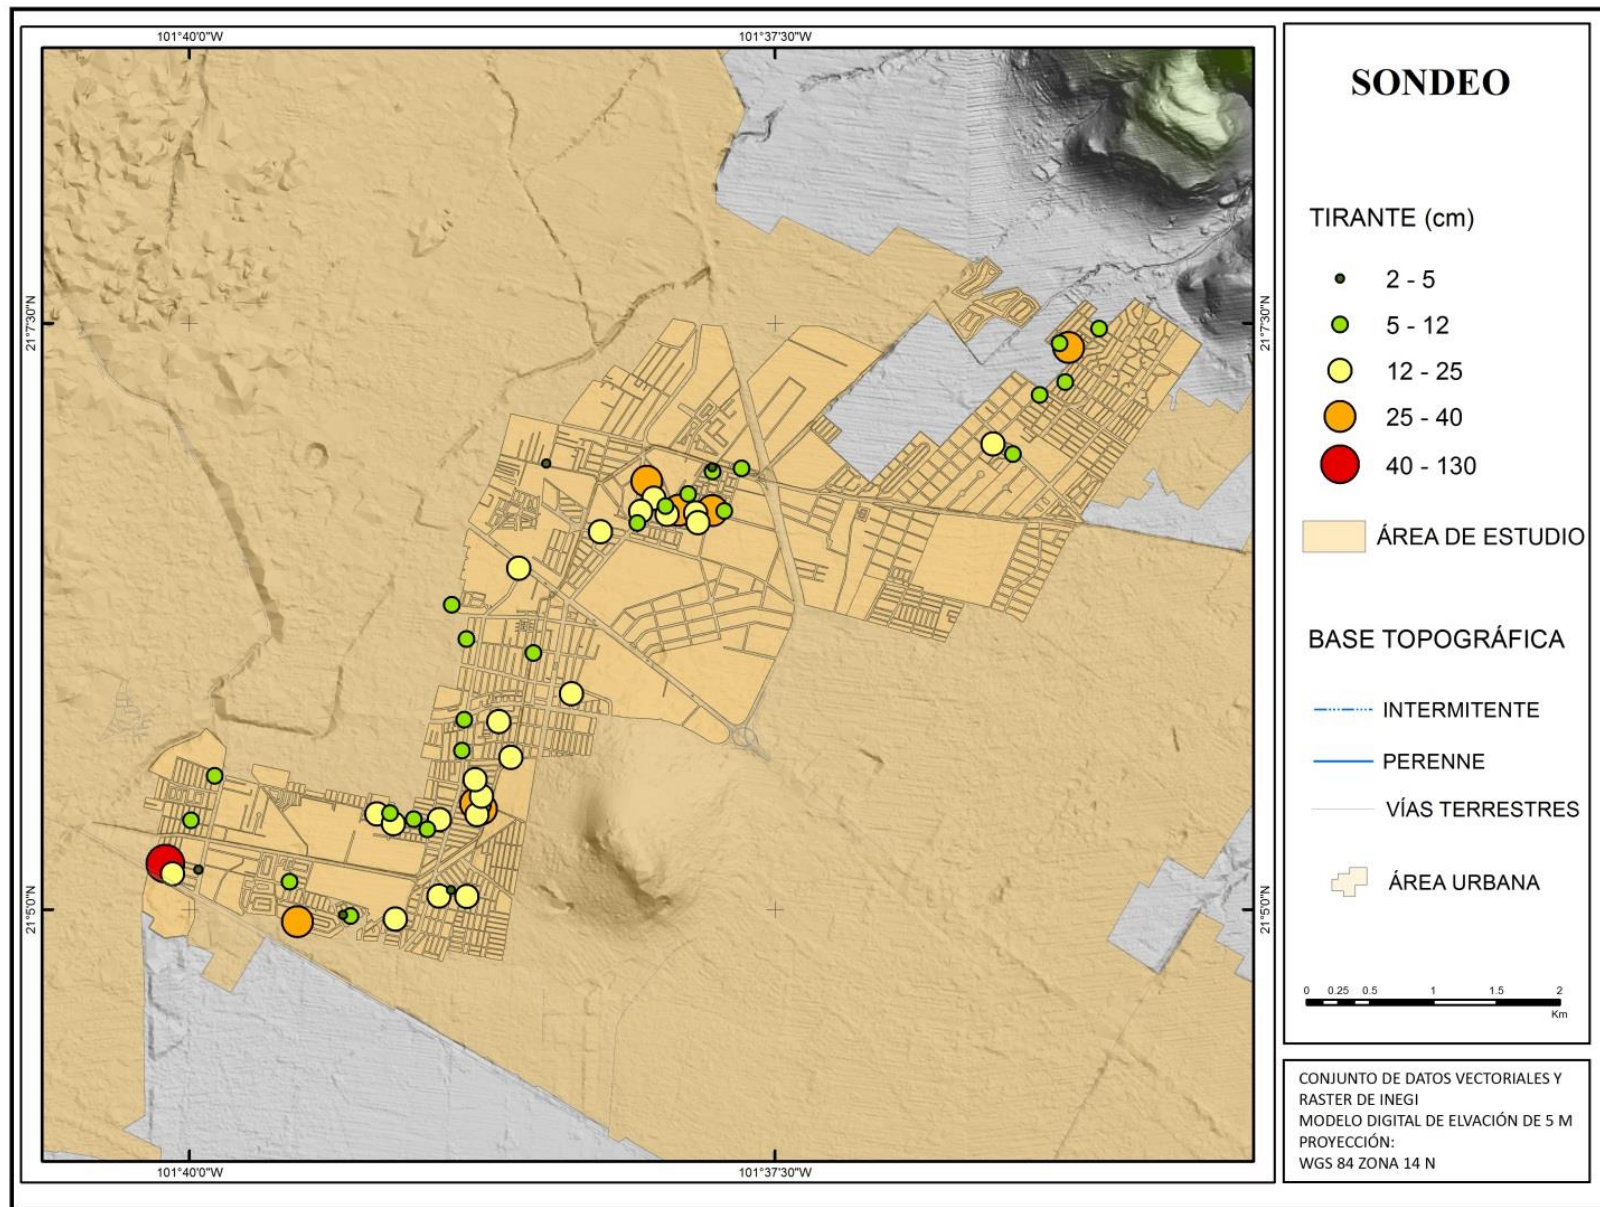 101°40'0"W
101°37'30"W
21°7'30"N
21°7'30"N
21°5'0"N
21°5'0"N
101°40'0"W
101°37'30"W
SONDEO
TIRANTE (cm)
2 - 5
5 - 12
12 - 25
25 - 40
40 - 130
ÁREA DE ESTUDIO
BASE TOPOGRÁFICA
INTERMITENTE
PERENNE
VÍAS TERRESTRES
ÁREA URBANA
0 0.25 0.5 1 1.5 2
Km
CONJUNTO DE DATOS VECTORIALES Y
RASTER DE INEGI
MODELO DIGITAL DE ELVACIÓN DE 5 M
PROYECCIÓN:
WGS 84 ZONA 14 N